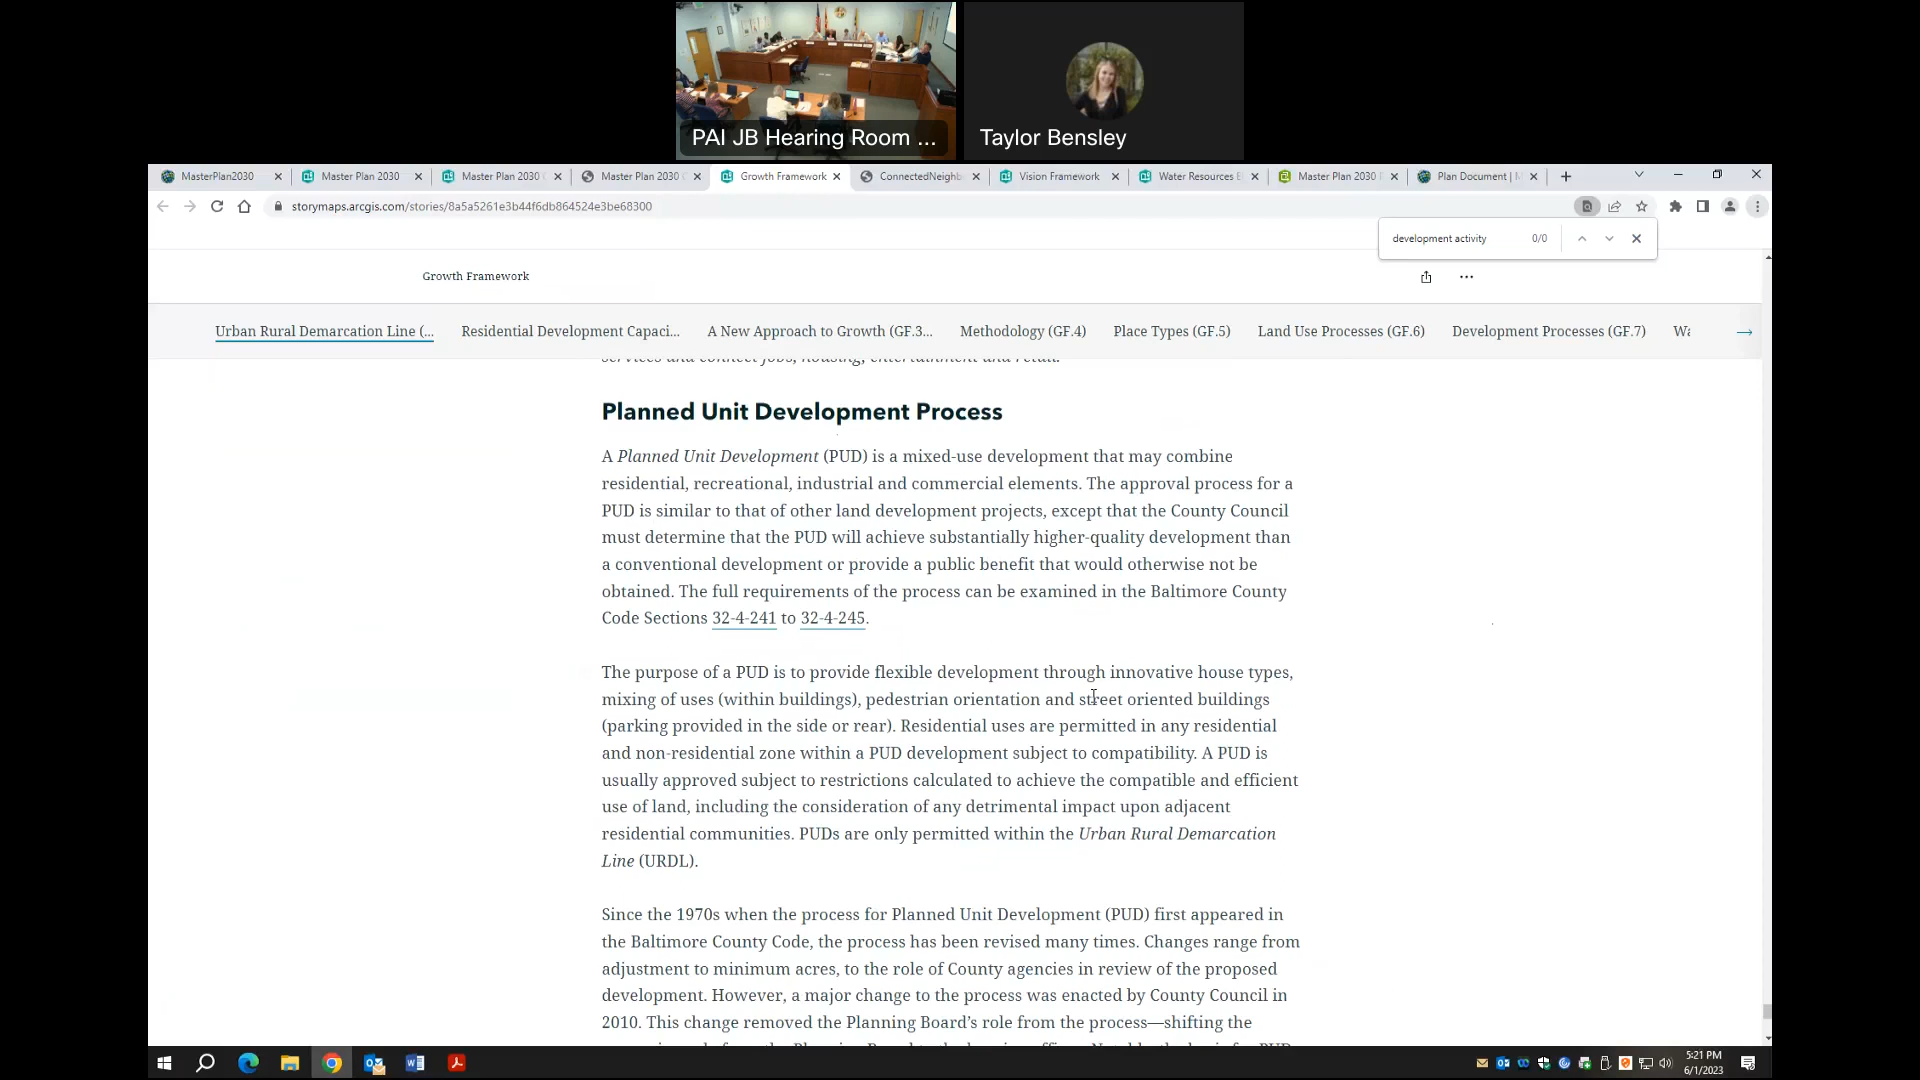 PAI JB Hearing Room ...
Taylor Bensley
MasterPlan2030
Master Plan 2030
Master Plan 2030
Master Plan 2030
Growth Framework
ConnectedNeighb
Vision Framework
Water Resources
Master Plan 2030
Plan Document |
storymaps.arcgis.com/stories/8a5a5261e3b44f6db864524e3be68300
development activity 0/0
Growth Framework
Urban Rural Demarcation Line (...
Residential Development Capaci...
A New Approach to Growth (GF.3...
Methodology (GF.4)
Place Types (GF.5)
Land Use Processes (GF.6)
Development Processes (GF.7)
Wa
services and connect jobs, housing, entertainment and retail.
Planned Unit Development Process
A Planned Unit Development (PUD) is a mixed-use development that may combine
residential, recreational, industrial and commercial elements. The approval process for a
PUD is similar to that of other land development projects, except that the County Council
must determine that the PUD will achieve substantially higher-quality development than
a conventional development or provide a public benefit that would otherwise not be
obtained. The full requirements of the process can be examined in the Baltimore County
Code Sections 32-4-241 to 32-4-245.
The purpose of a PUD is to provide flexible development through innovative house types,
mixing of uses (within buildings), pedestrian orientation and street oriented buildings
(parking provided in the side or rear). Residential uses are permitted in any residential
and non-residential zone within a PUD development subject to compatibility. A PUD is
usually approved subject to restrictions calculated to achieve the compatible and efficient
use of land, including the consideration of any detrimental impact upon adjacent
residential communities. PUDs are only permitted within the Urban Rural Demarcation
Line (URDL).
Since the 1970s when the process for Planned Unit Development (PUD) first appeared in
the Baltimore County Code, the process has been revised many times. Changes range from
adjustment to minimum acres, to the role of County agencies in review of the proposed
development. However, a major change to the process was enacted by County Council in
2010. This change removed the Planning Board's role from the process—shifting the
5:21 PM
6/1/2023